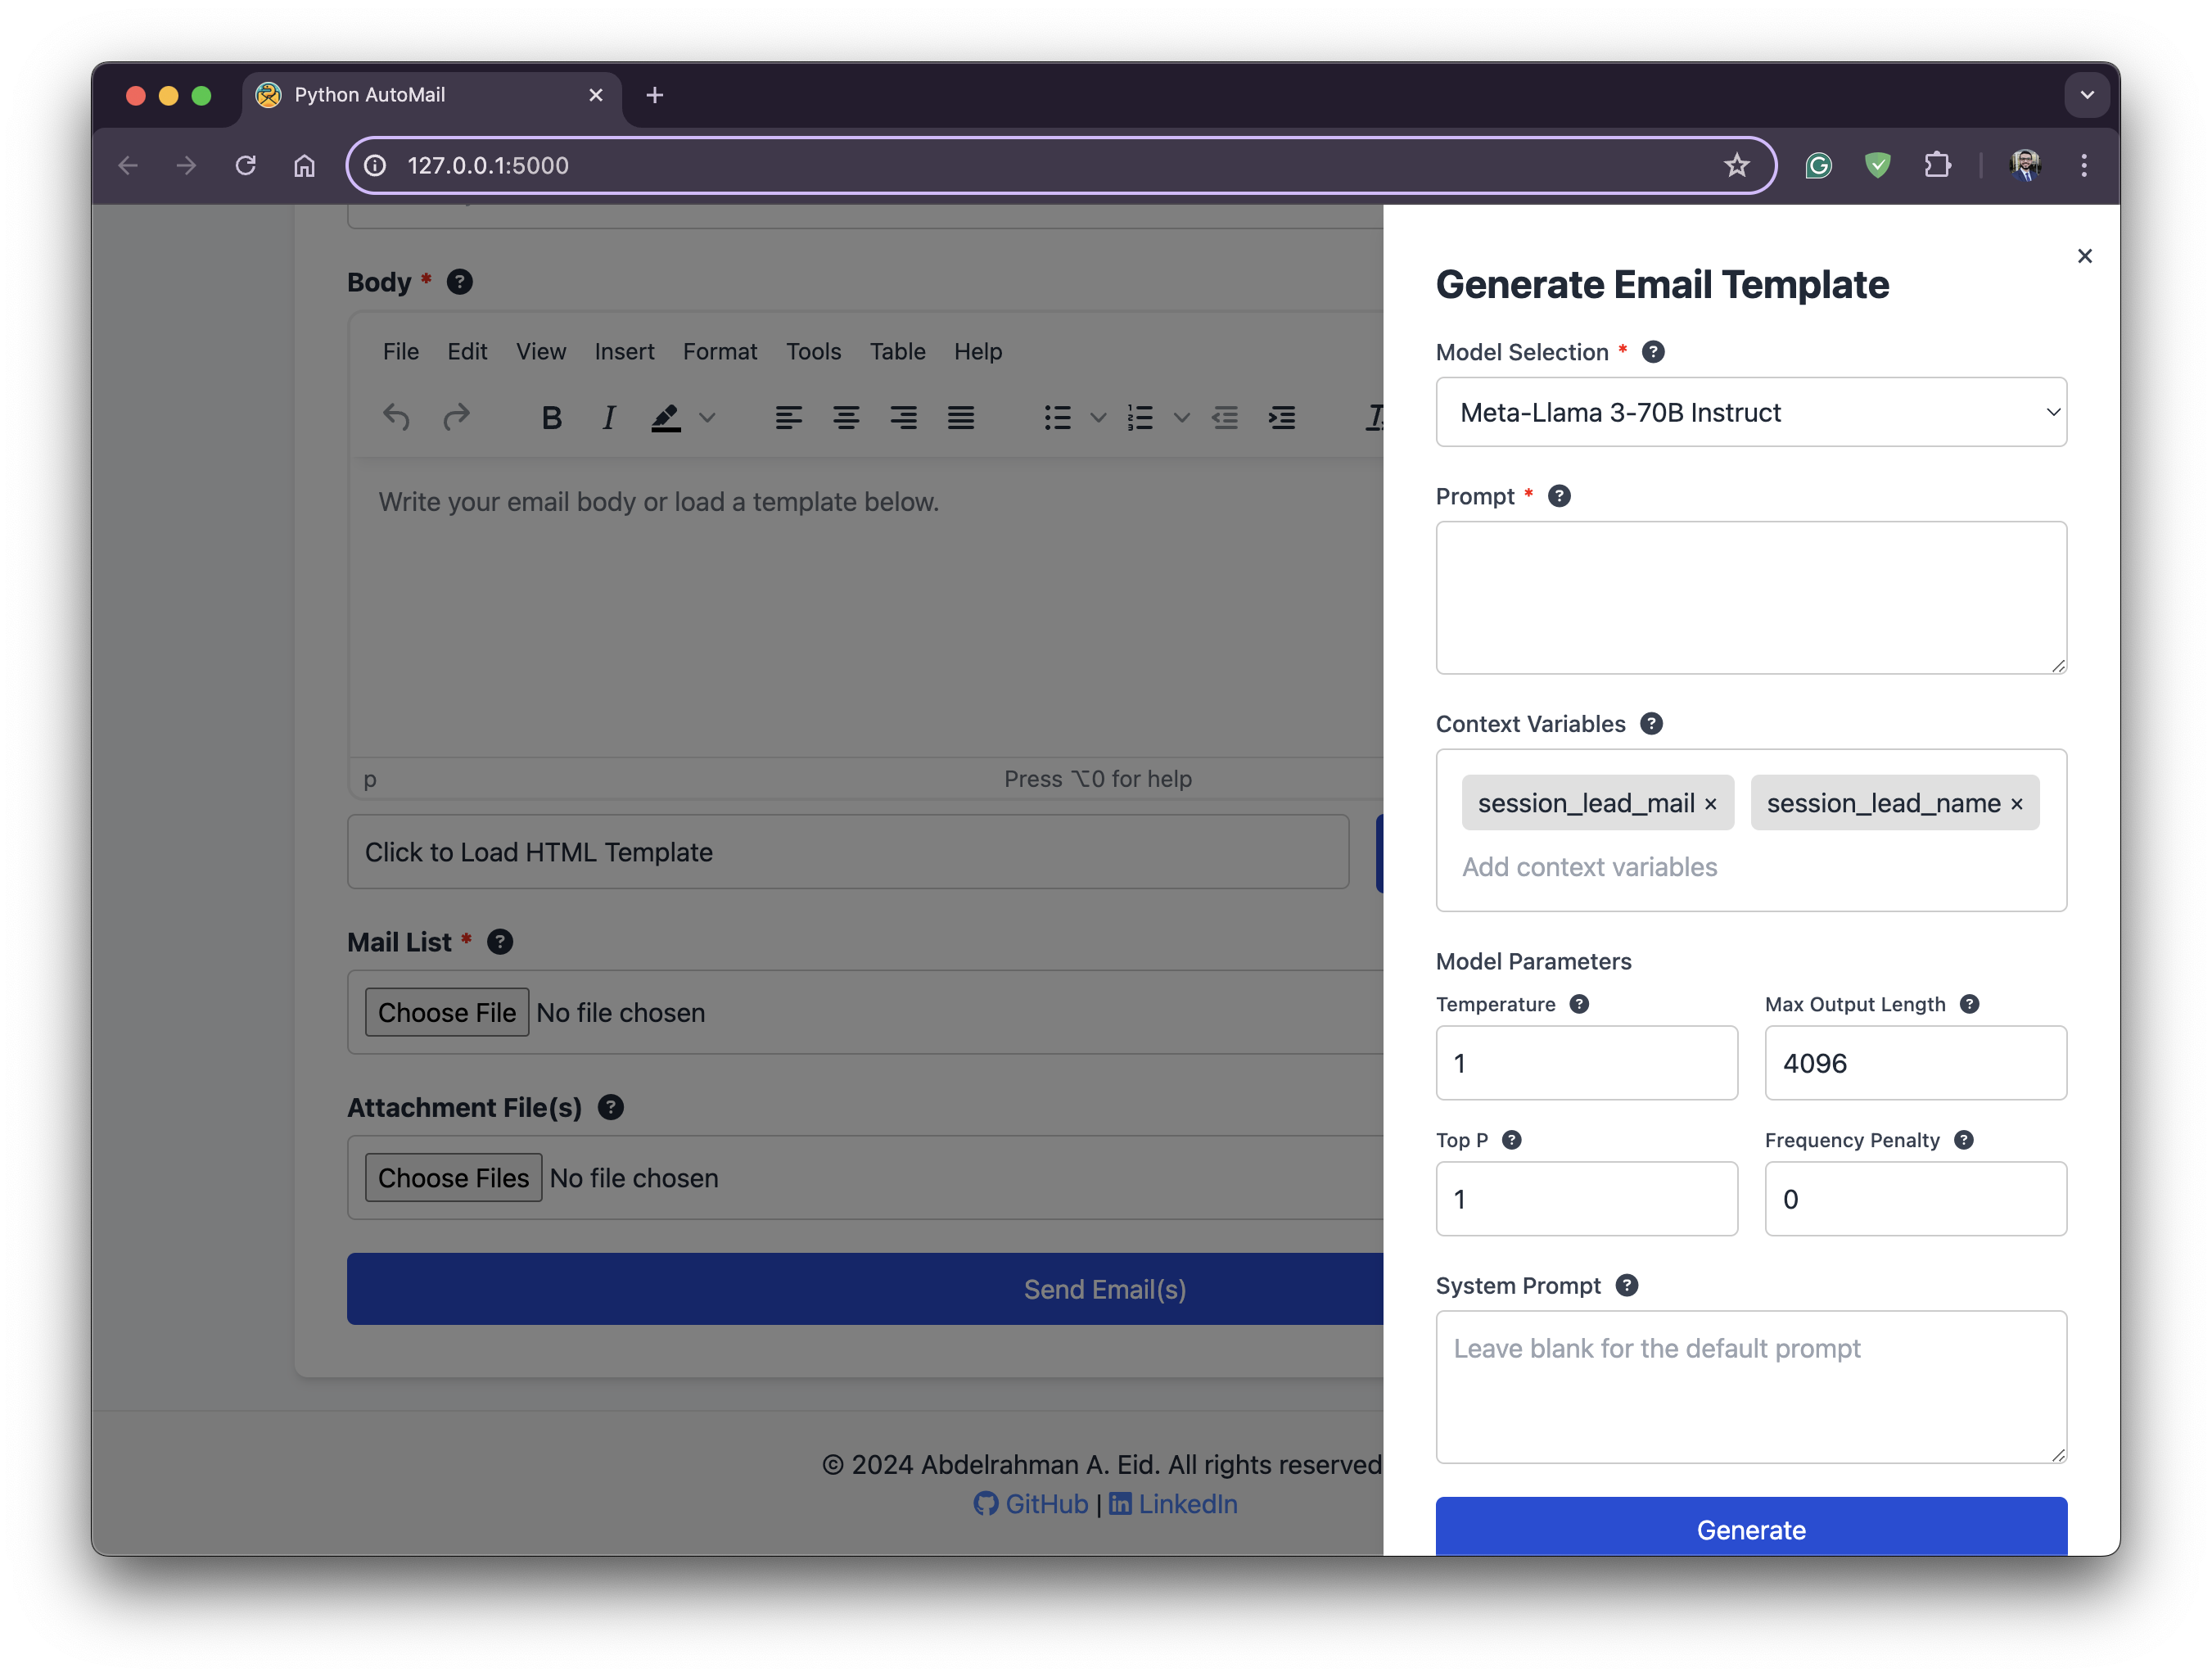 Python AutoMail
127.0.0.1:5000
Body *
File Edit View Insert Format Tools Table Help
Write your email body or load a template below.
p Press ⌥0 for help
Click to Load HTML Template
Mail List *
Choose File No file chosen
Attachment File(s)
Choose Files No file chosen
Send Email(s)
© 2024 Abdelrahman A. Eid. All rights reserved
GitHub | LinkedIn
Generate Email Template
Model Selection *
Meta-Llama 3-70B Instruct
Prompt *
Context Variables
session_lead_mail × session_lead_name ×
Add context variables
Model Parameters
Temperature Max Output Length
1 4096
Top P Frequency Penalty
1 0
System Prompt
Leave blank for the default prompt
Generate